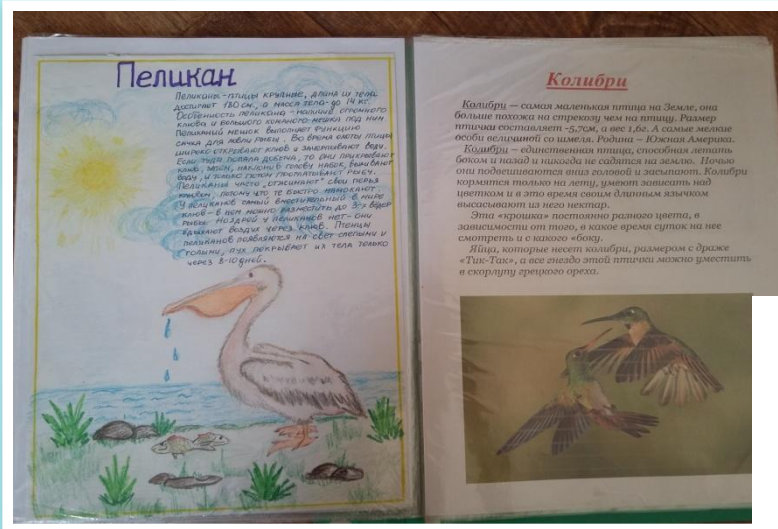 Пеликан
Пеликаны - птицы крупные, длина их тела
достигает 180 см., а масса тела - до 14 кг.
Особенность пеликана - наличие огромного
клюва и большого кожаного мешка под ним
Пеликаний мешок выполняет функцию
сачка для ловли рыбы. Во время охоты птицы
широко открывают клюв и зачерпывают воду.
Если туда попала добыча, то они прикрывают
клюв, затем, наклонив голову набок, выливают
воду, и только потом проглатывают рыбу.
Пеликаны часто "отжимают" свои перья
клювом, потому что те быстро намокают
У пеликанов самый вместительный в мире
клюв - в нем можно разместить до 3-х ведер
рыбы. Ноздрей у пеликанов нет - они
вдыхают воздух через клюв. Птенцы
пеликанов появляются на свет слепыми и
голыми, пух покрывает их тела только
через 8-10 дней.
Колибри
Колибри — самая маленькая птица на Земле, она
больше похожа на стрекозу чем на птицу. Размер
птички составляет -5,7см, а вес 1,6г. А самые мелкие
особи величиной со шмеля. Родина – Южная Америка.
Колибри – единственная птица, способная летать
боком и назад и никогда не садятся на землю. Ночью
они подвешиваются вниз головой и засыпают. Колибри
кормятся только на лету, умеют зависать над
цветком и в это время своим длинным язычком
высасывают из него нектар.
Эта «крошка» постоянно разного цвета, в
зависимости от того, в какое время суток на нее
смотреть и с какого «боку.
Яйца, которые несет колибри, размером с драже
«Тик-Так», а все гнездо этой птички можно уместить
в скорлупу грецкого ореха.